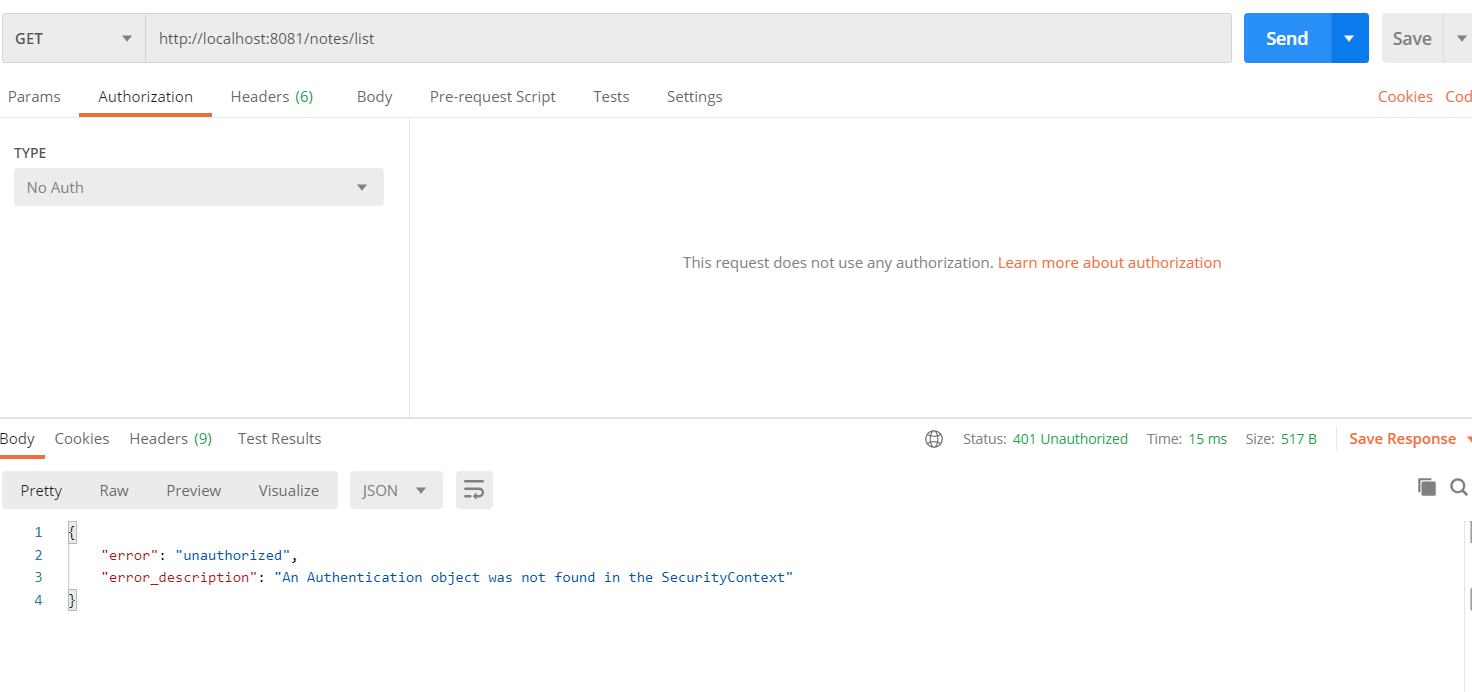 GET http://localhost:8081/notes/list Send Save
Params Authorization Headers (6) Body Pre-request Script Tests Settings Cookies Cod
TYPE
No Auth
This request does not use any authorization. Learn more about authorization
Body Cookies Headers (9) Test Results Status: 401 Unauthorized Time: 15 ms Size: 517 B Save Response
Pretty Raw Preview Visualize JSON
1 {
2 "error": "unauthorized",
3 "error_description": "An Authentication object was not found in the SecurityContext"
4 }